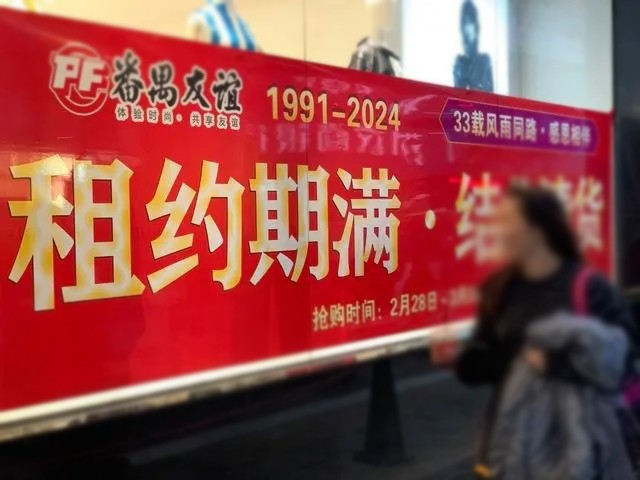 PF 番禺友谊
体验时尚·共享友谊
1991-2024
33载风雨同路·感恩相伴
租约期满·结 清货
抢购时间：2月28日-